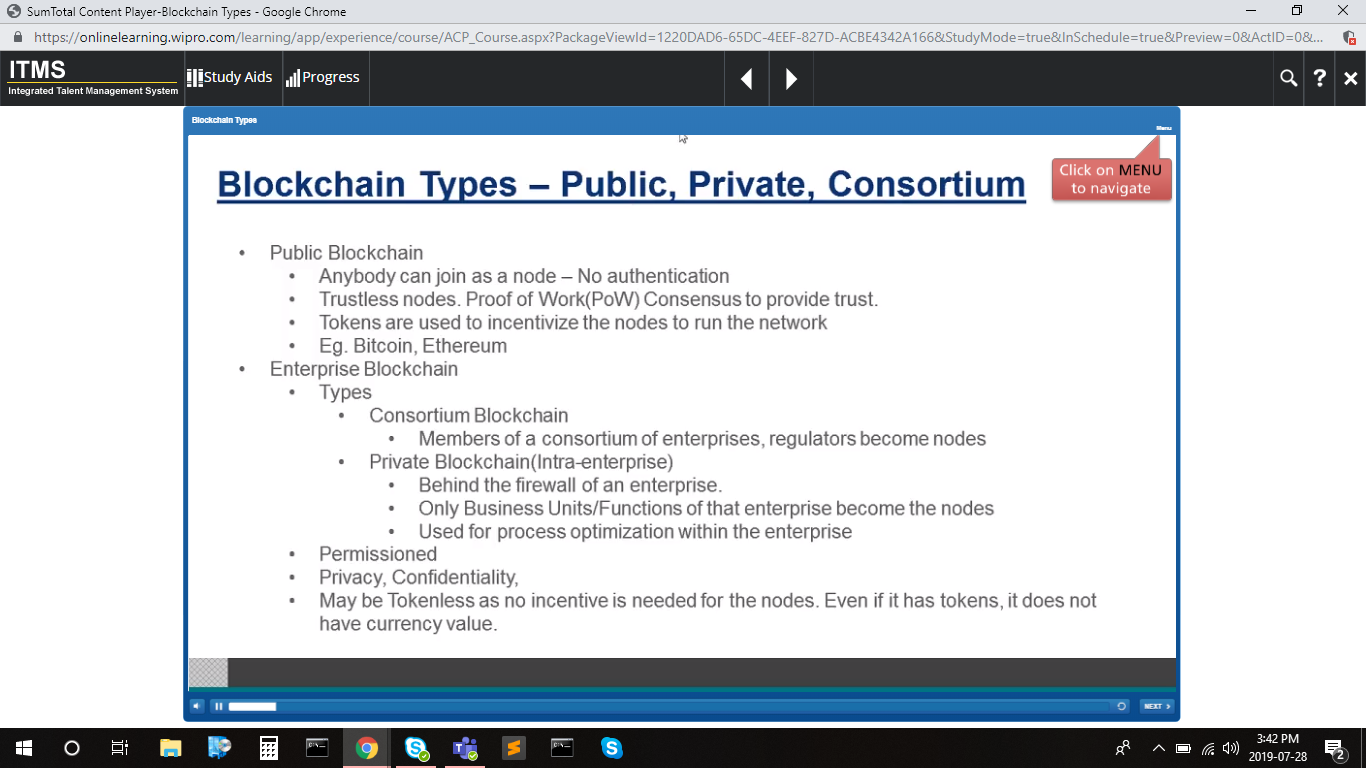 SumTotal Content Player-Blockchain Types - Google Chrome
https://onlinelearning.wipro.com/learning/app/experience/course/ACP_Course.aspx?PackageViewId=1220DAD6-65DC-4EEF-827D-ACBE4342A166&StudyMode=true&InSchedule=true&Preview=0&ActID=0&...
ITMS
Integrated Talent Management System
Study Aids
Progress
?
Blockchain Types
Menu
Blockchain Types – Public, Private, Consortium
Click on MENU
to navigate
• Public Blockchain
• Anybody can join as a node – No authentication
• Trustless nodes. Proof of Work(PoW) Consensus to provide trust.
• Tokens are used to incentivize the nodes to run the network
• Eg. Bitcoin, Ethereum
• Enterprise Blockchain
• Types
• Consortium Blockchain
• Members of a consortium of enterprises, regulators become nodes
• Private Blockchain(Intra-enterprise)
• Behind the firewall of an enterprise.
• Only Business Units/Functions of that enterprise become the nodes
• Used for process optimization within the enterprise
• Permissioned
• Privacy, Confidentiality,
• May be Tokenless as no incentive is needed for the nodes. Even if it has tokens, it does not
have currency value.
NEXT >
3:42 PM
2019-07-28
2